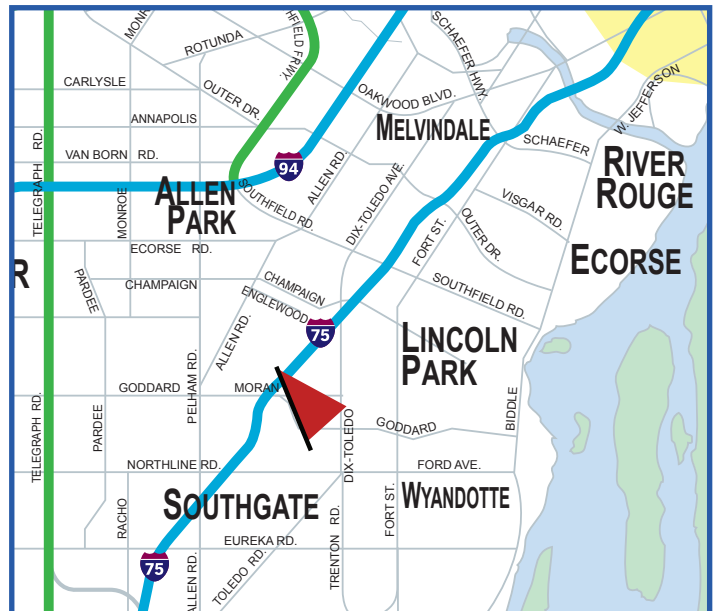 MONR
ROTUNDA
HFIELD FRWY.
SCHAEFER HWY.
CARLYSLE
OUTER DR.
OAKWOOD BLVD.
W. JEFFERSON
ANNAPOLIS
MELVINDALE
SCHAEFER
TELEGRAPH RD.
VAN BORN RD.
94
ALLEN RD.
RIVER
ROUGE
ALLEN
PARK
MONROE
SOUTHFIELD RD.
DIX-TOLEDO AVE.
VISGAR RD.
FORT ST.
OUTER DR.
ECORSE RD.
ECORSE
R
PARDEE
CHAMPAIGN
CHAMPAIGN
ENGLEWOOD
SOUTHFIELD RD.
ALLEN RD.
75
LINCOLN
PARK
PELHAM RD.
GODDARD
MORAN
TELEGRAPH RD.
PARDEE
DIX-TOLEDO
GODDARD
BIDDLE
NORTHLINE RD.
FORD AVE.
SOUTHGATE
WYANDOTTE
RACHO
FORT ST.
EUREKA RD.
TRENTON RD.
75
ALLEN RD.
TOLEDO RD.